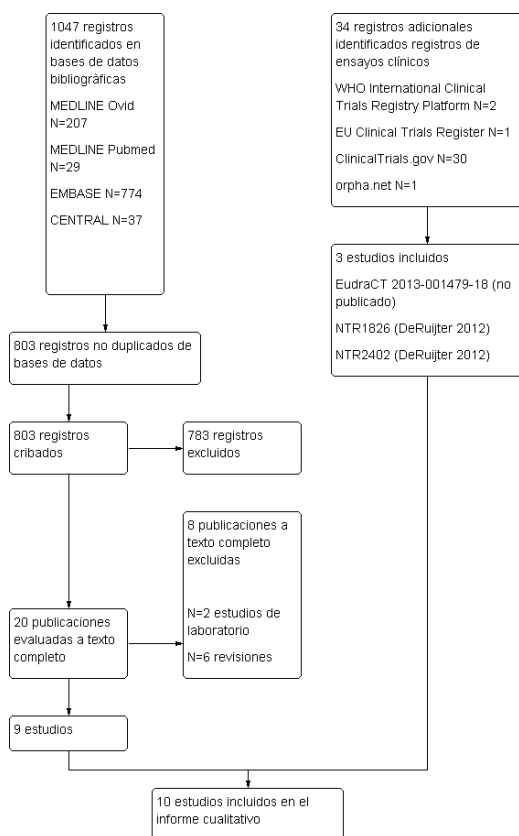 1047 registros
identificados en
bases de datos
bibliogràficas
MEDLINE Ovid
N=207
MEDLINE Pubmed
N=29
EMBASE N=774
CENTRAL N=37
34 registros adicionales
identificados registros de
ensayos clínicos
WHO International Clinical
Trials Registry Platform N=2
EU Clinical Trials Register N=1
ClinicalTrials.gov N=30
orpha.net N=1
3 estudios incluidos
EudraCT 2013-001479-18 (no
publicado)
NTR1826 (DeRuijter 2012)
NTR2402 (DeRuijter 2012)
803 registros no duplicados de
bases de datos
803 registros
cribados
783 registros
excluidos
8 publicaciones a
texto completo
excluidas
N=2 estudios de
laboratorio
N=6 revisiones
20 publicaciones
evaluadas a texto
completo
9 estudios
10 estudios incluidos en el
informe cualitativo